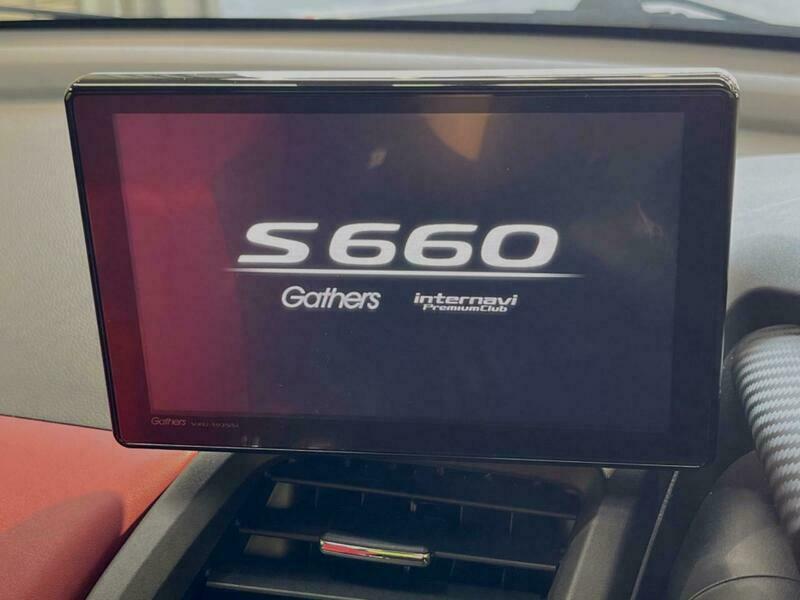 S660
Gathers internavi
PremiumClub
Gathers